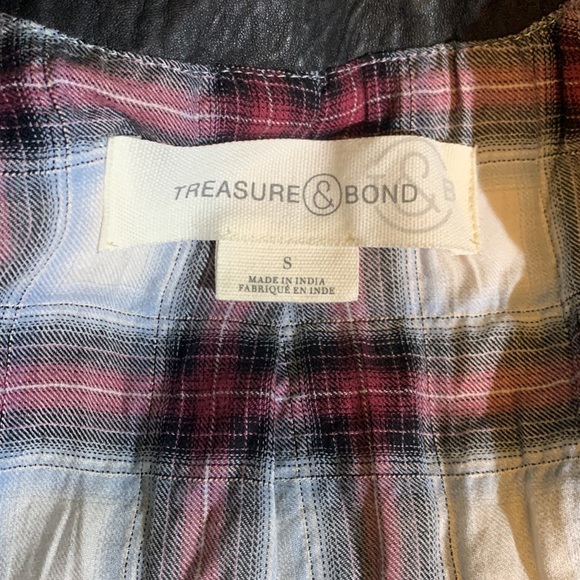 TREASURE & BOND
& B
S
MADE IN INDIA
FABRIQUÉ EN INDE